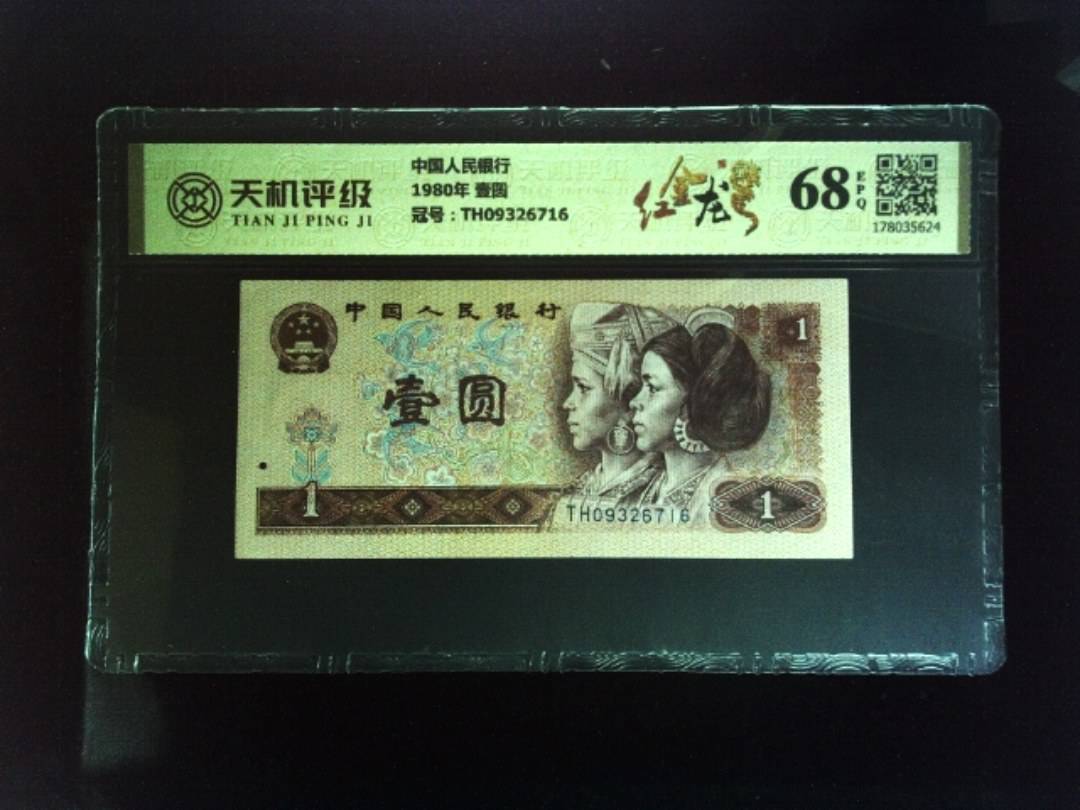 天机评级
TIAN JI PING JI
中国人民银行
1980年 壹圆
冠号：TH09326716
红金龙
68 EPQ
178035624
中国人民银行
1
壹圆
1
TH09326716
1